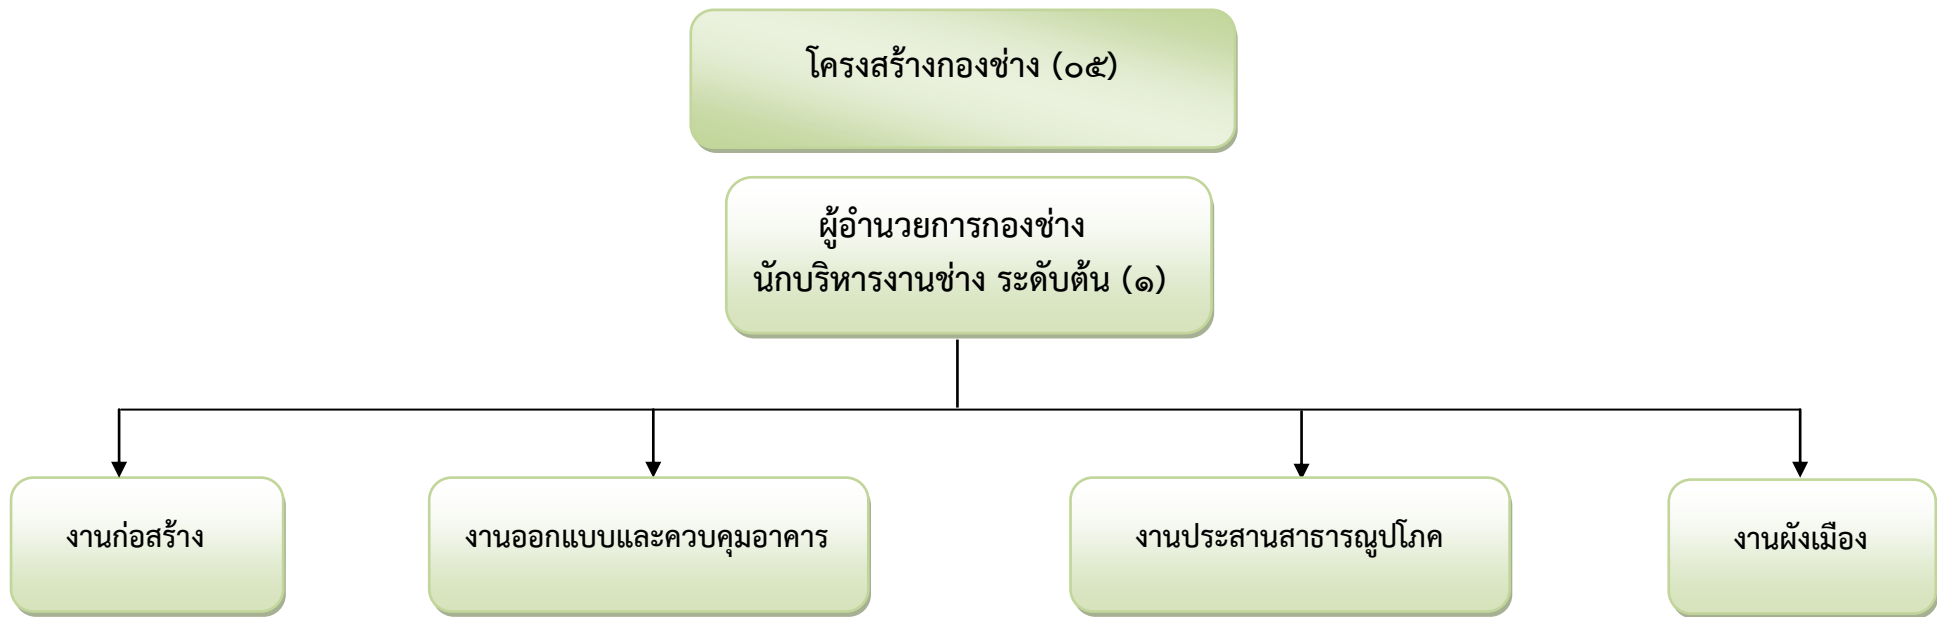 โครงสร้างกองช่าง (๐๕)
ผู้อำนวยการกองช่าง
นักบริหารงานช่าง ระดับต้น (๑)
งานก่อสร้าง
งานออกแบบและควบคุมอาคาร
งานประสานสาธารณูปโภค
งานผังเมือง